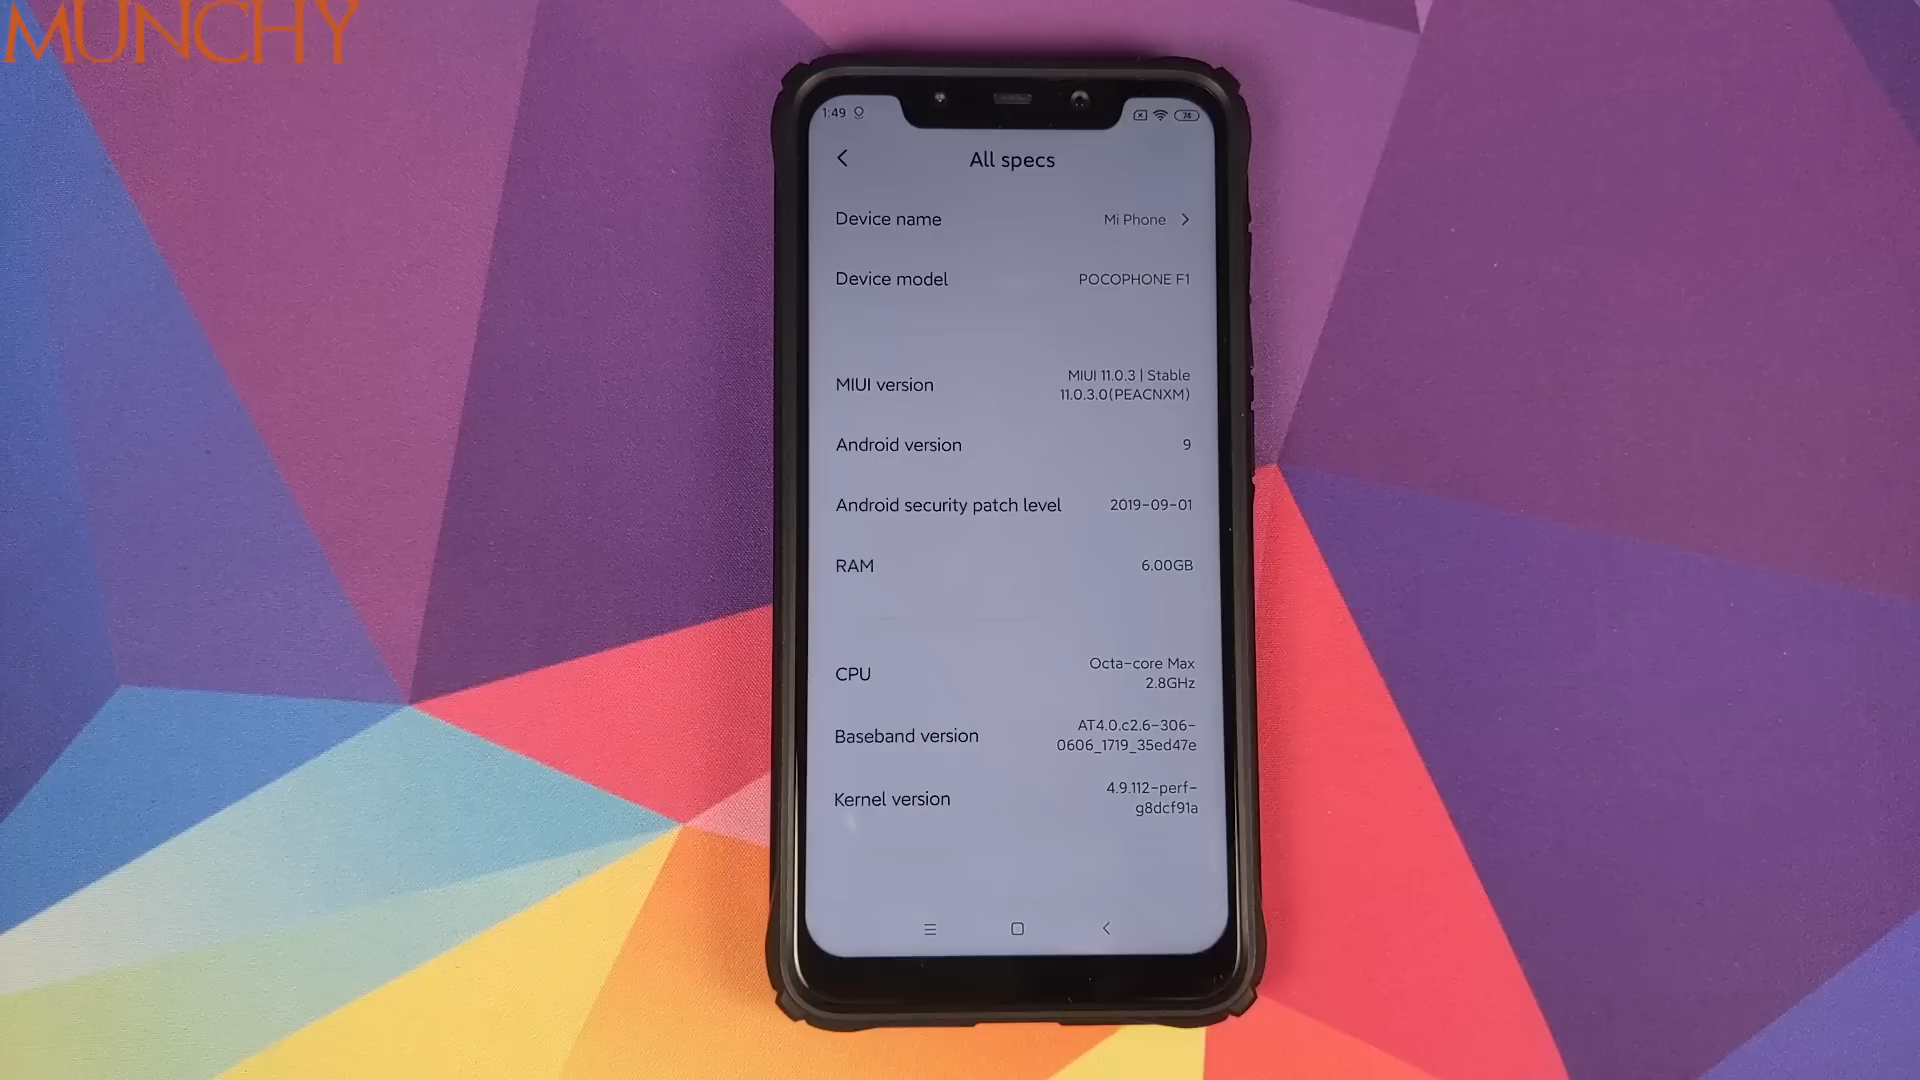 MUNCHY
1:49
74
All specs
Device name
Mi Phone
Device model
POCOPHONE F1
MIUI version
MIUI 11.0.3 | Stable
11.0.3.0(PEACNXM)
Android version
9
Android security patch level
2019-09-01
RAM
6.00GB
CPU
Octa-core Max
2.8GHz
Baseband version
AT4.0.c2.6-306-
0606_1719_35ed47e
Kernel version
4.9.112-perf-
g8dcf91a